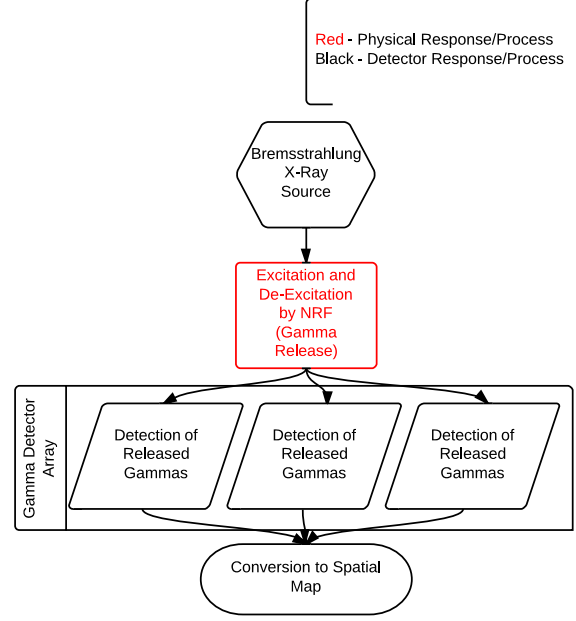 Red - Physical Response/Process
Black - Detector Response/Process
Bremsstrahlung
X-Ray
Source
Excitation and
De-Excitation
by NRF
(Gamma
Release)
Gamma Detector
Array
Detection of
Released
Gammas
Detection of
Released
Gammas
Detection of
Released
Gammas
Conversion to Spatial
Map